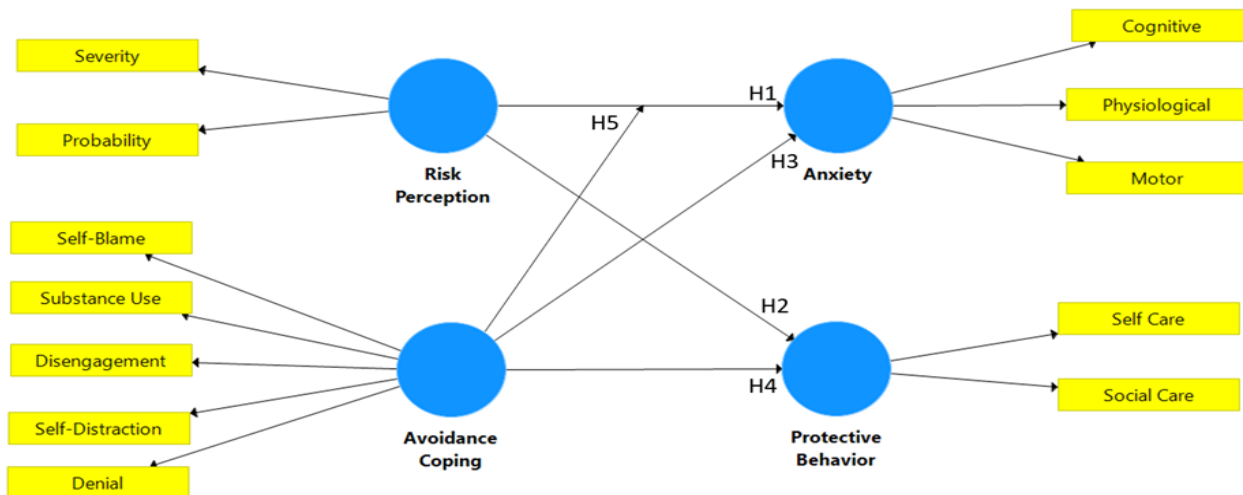 Severity
Probability
Risk
Perception
H1
H5
H3
Anxiety
Cognitive
Physiological
Motor
Self-Blame
Substance Use
Disengagement
Self-Distraction
Denial
Avoidance
Coping
H2
H4
Protective
Behavior
Self Care
Social Care